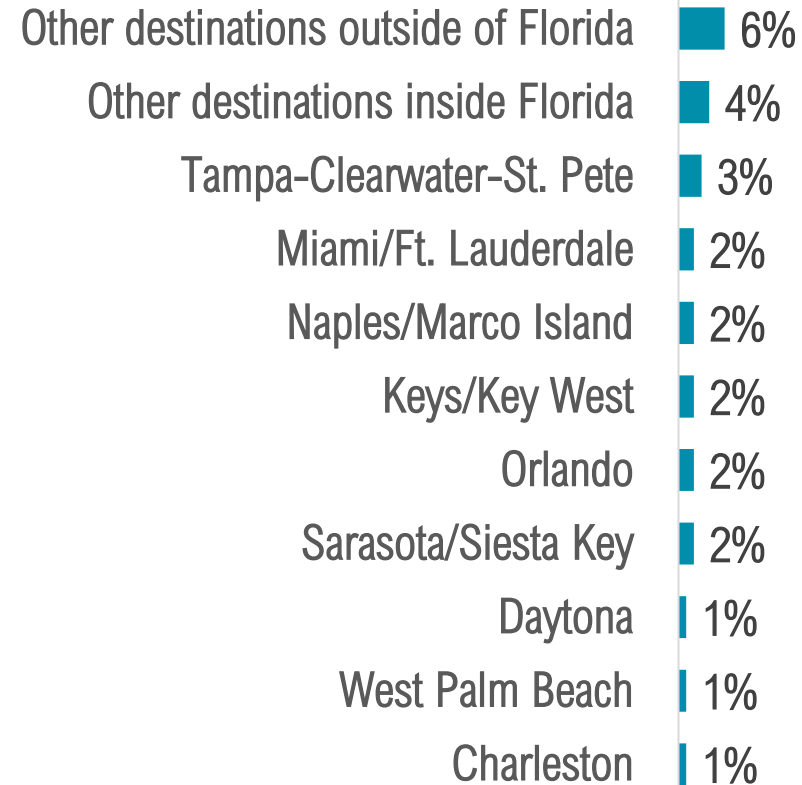 Other destinations outside of Florida 6%
Other destinations inside Florida 4%
Tampa-Clearwater-St. Pete 3%
Miami/Ft. Lauderdale 2%
Naples/Marco Island 2%
Keys/Key West 2%
Orlando 2%
Sarasota/Siesta Key 2%
Daytona 1%
West Palm Beach 1%
Charleston 1%